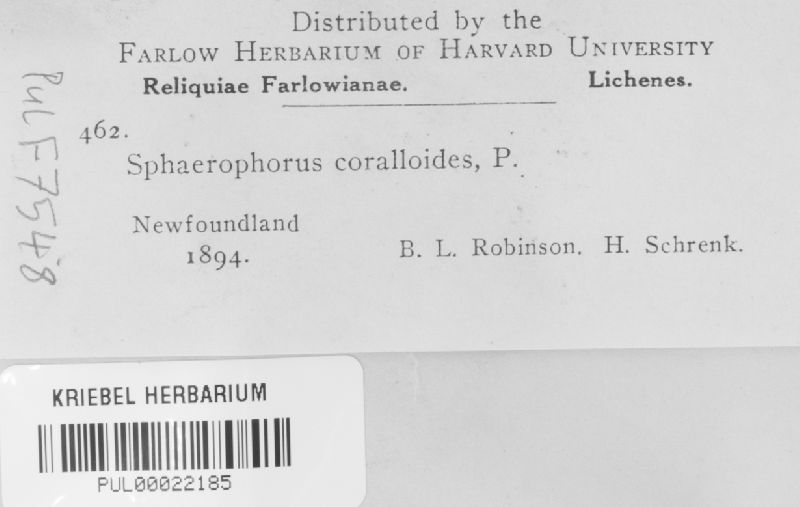 Distributed by the
FARLOW HERBARIUM OF HARVARD UNIVERSITY
Reliquiae Farlowianae. Lichenes.
462.
Sphaerophorus coralloides, P.
Newfoundland
1894.
B. L. Robinson. H. Schrenk.
PUL F7548
KRIEBEL HERBARIUM
PUL00022185